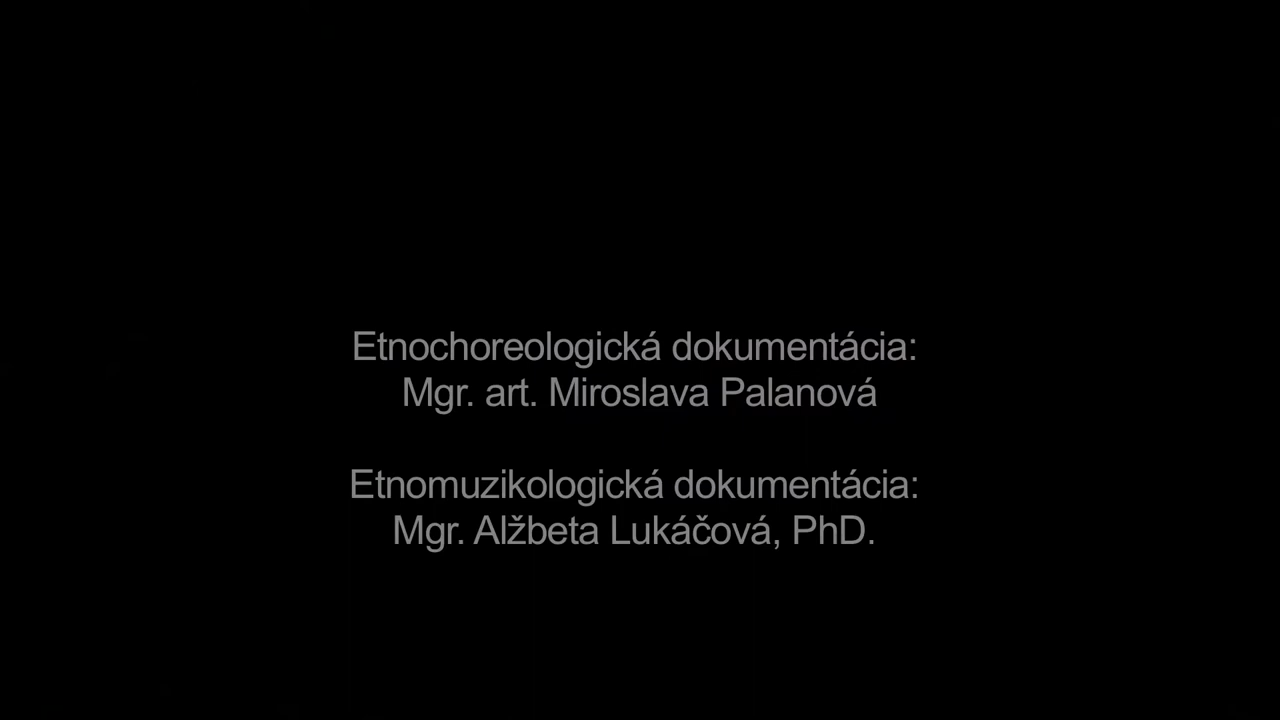 Etnochoreologická dokumentácia:
Mgr. art. Miroslava Palanová
Etnomuzikologická dokumentácia:
Mgr. Alžbeta Lukáčová, PhD.